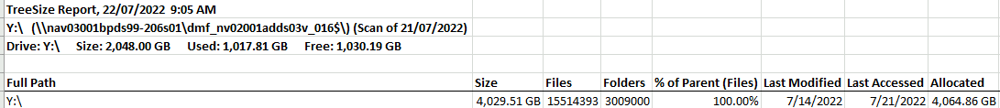 TreeSize Report, 22/07/2022  9:05 AM
Y:\   (\\nav03001bpds99-206s01\dmf_nv02001adds03v_016$\) (Scan of 21/07/2022)
Drive: Y:\     Size: 2,048.00 GB     Used: 1,017.81 GB     Free: 1,030.19 GB
Full Path Size Files Folders % of Parent (Files) Last Modified Last Accessed Allocated
Y:\ 4,029.51 GB 15514393 3009000 100.00% 7/14/2022 7/21/2022 4,064.86 GB